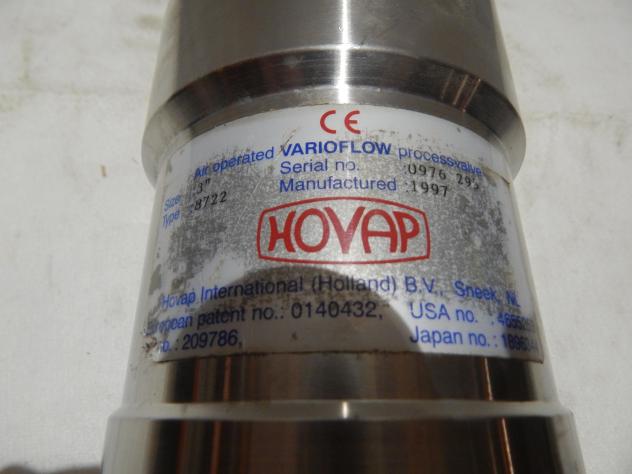 CE
Air operated VARIOFLOW processvalve
Size :3" Serial no. :0976
Type :8722 Manufactured :1997
HOVAP
Hovap International (Holland) B.V., Sneek, NL
European patent no.: 0140432, USA no. :
no.: 209786, Japan no.: